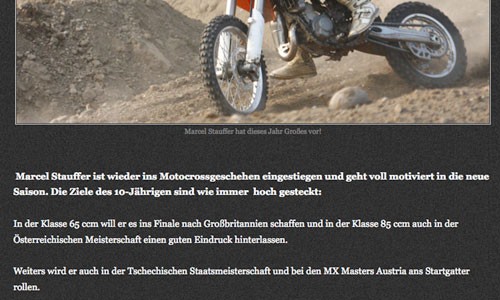 Marcel Stauffer hat dieses Jahr Großes vor!
Marcel Stauffer ist wieder ins Motocrossgeschehen eingestiegen und geht voll motiviert in die neue
Saison. Die Ziele des 10-Jährigen sind wie immer hoch gesteckt:
In der Klasse 65 ccm will er es ins Finale nach Großbritannien schaffen und in der Klasse 85 ccm auch in der
Österreichischen Meisterschaft einen guten Eindruck hinterlassen.
Weiters wird er auch in der Tschechischen Staatsmeisterschaft und bei den MX Masters Austria ans Startgatter
rollen.